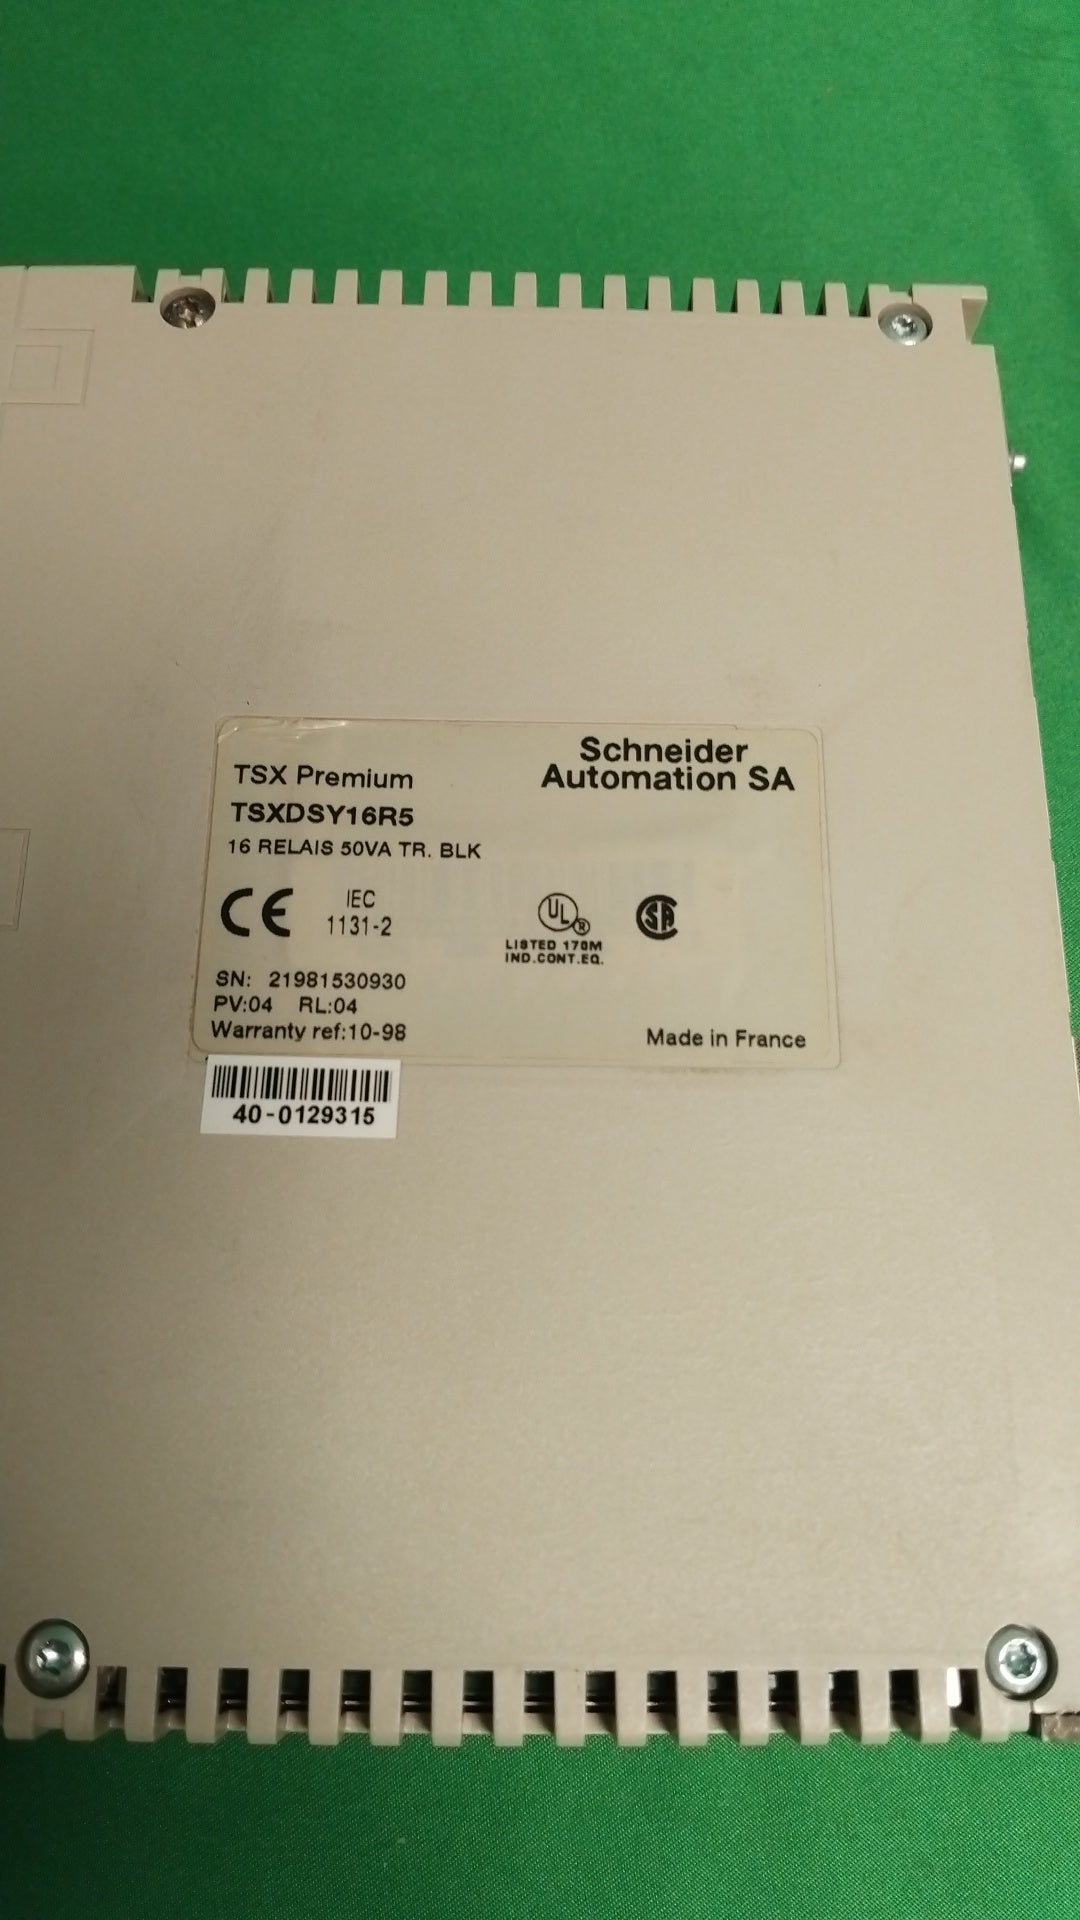 Schneider
Automation SA
TSX Premium
TSXDSY16R5
16 RELAIS 50VA TR. BLK
CE
IEC
1131-2
UL
®
LISTED 170M
IND.CONT.EQ.
SA
SN: 21981530930
PV:04 RL:04
Warranty ref:10-98
Made in France
40-0129315